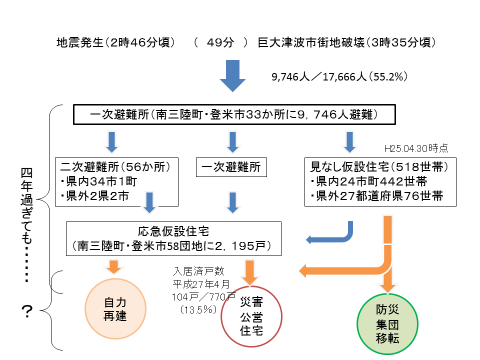 地震発生(2時46分頃)　(　49分　)　巨大津波市街地破壊(3時35分頃)
9,746人／17,666人(55.2%)
一次避難所(南三陸町・登米市33か所に9，746人避難)
H25.04.30時点
二次避難所(56か所)
・県内34市1町
・県外2県2市
一次避難所
見なし仮設住宅(518世帯)
・県内24市町442世帯
・県外27都道府県76世帯
四年過ぎても・・・・・・
？
応急仮設住宅
(南三陸町・登米市58団地に2，195戸)
入居済戸数
平成27年4月
104戸／770戸
(13.5%)
自力
再建
災害
公営
住宅
防災
集団
移転